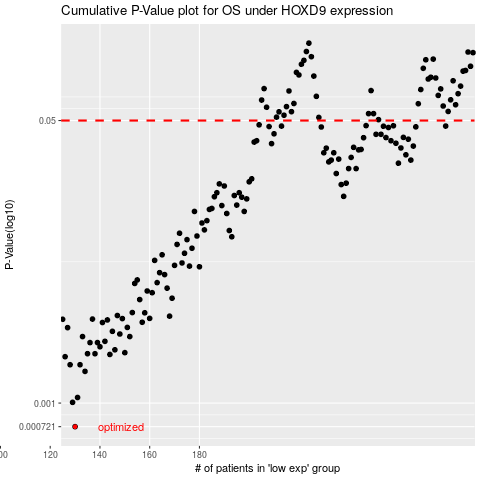 Cumulative P-Value plot for OS under HOXD9 expression
P-Value(log10)
0.05
0.001
0.000721
optimized
00 120 140 160 180
# of patients in 'low exp' group